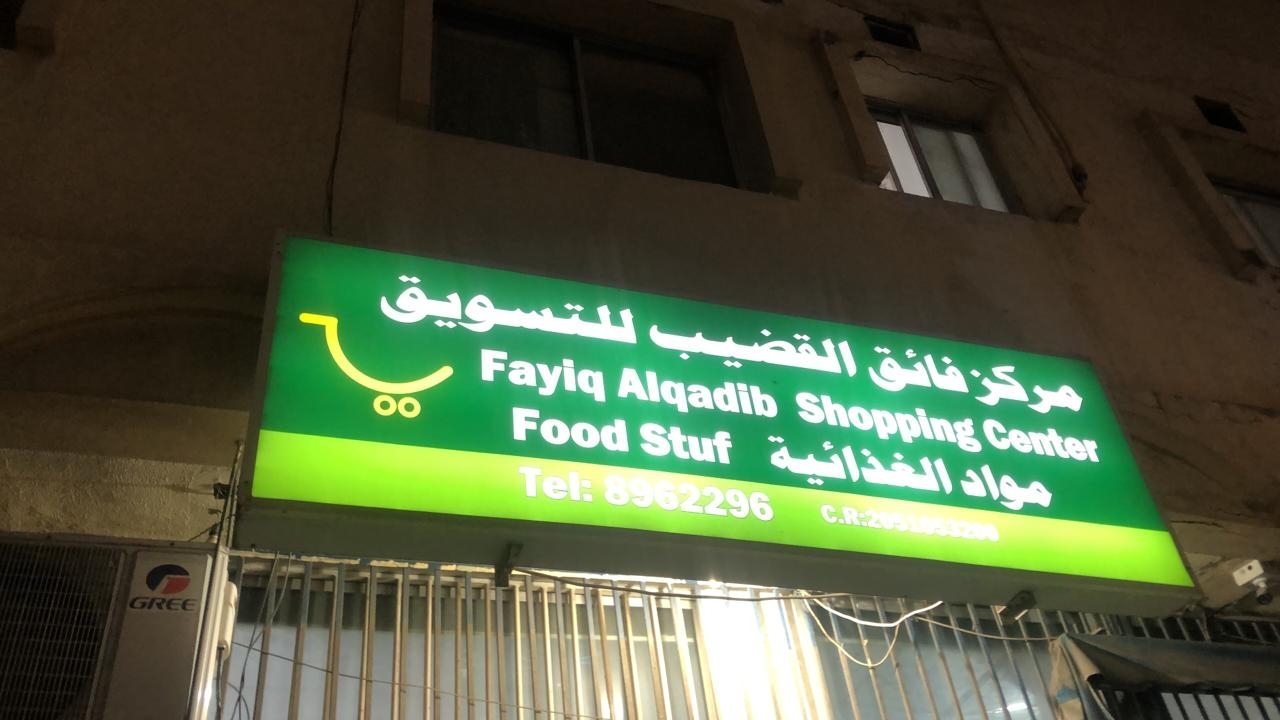 مركز فائق القضيب للتسويق
Fayiq Alqadib Shopping Center
Food Stuf مواد الغذائية
Tel: 8962296
GREE